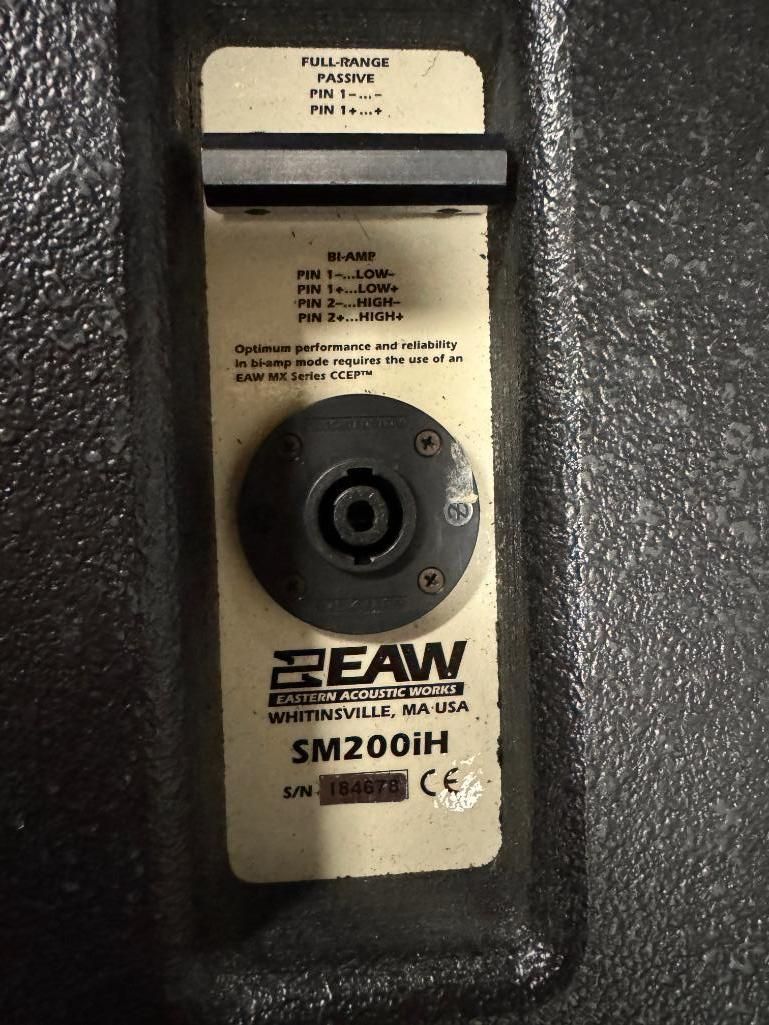 FULL-RANGE
PASSIVE
PIN 1-...-
PIN 1+...+
BI-AMP
PIN 1-...LOW-
PIN 1+...LOW+
PIN 2-...HIGH-
PIN 2+...HIGH+
Optimum performance and reliability
in bi-amp mode requires the use of an
EAW MX Series CCEP™
EAW
EASTERN ACOUSTIC WORKS
WHITINSVILLE, MA USA
SM200iH
S/N 184678 CE